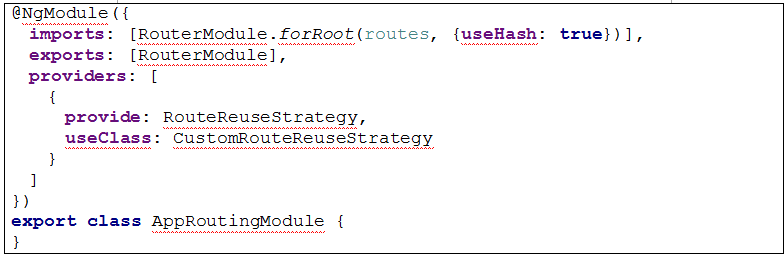 @NgModule({
  imports: [RouterModule.forRoot(routes, {useHash: true})],
  exports: [RouterModule],
  providers: [
    {
      provide: RouteReuseStrategy,
      useClass: CustomRouteReuseStrategy
    }
  ]
})
export class AppRoutingModule {
}